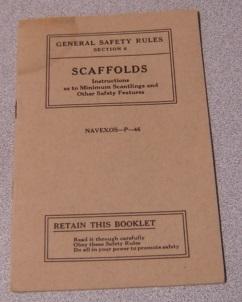 GENERAL SAFETY RULES
SECTION 6
SCAFFOLDS
Instructions
as to Minimum Scantlings and
Other Safety Features
NAVEXOS—P—46
RETAIN THIS BOOKLET
Read it through carefully
Obey these Safety Rules
Do all in your power to promote safety